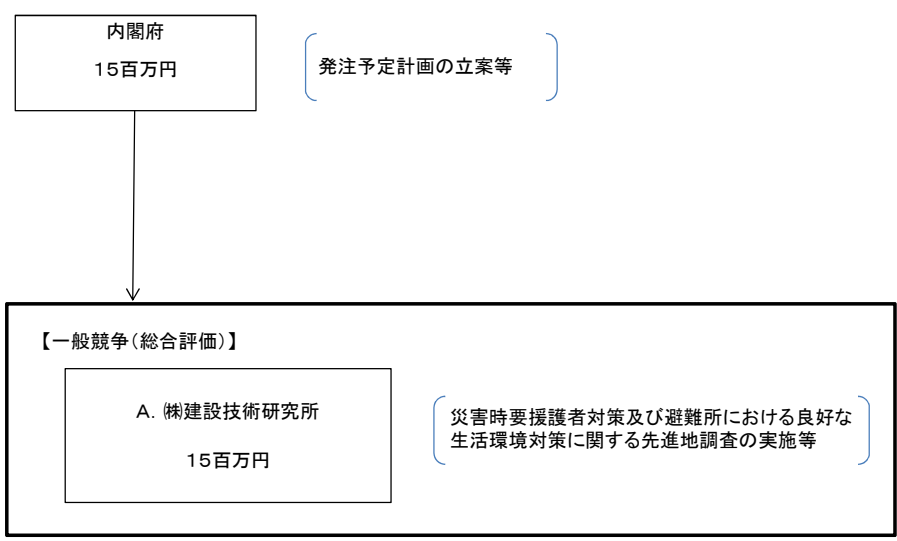 内閣府
15百万円
発注予定計画の立案等
【一般競争（総合評価）】
A．㈱建設技術研究所
15百万円
災害時要援護者対策及び避難所における良好な
生活環境対策に関する先進地調査の実施等